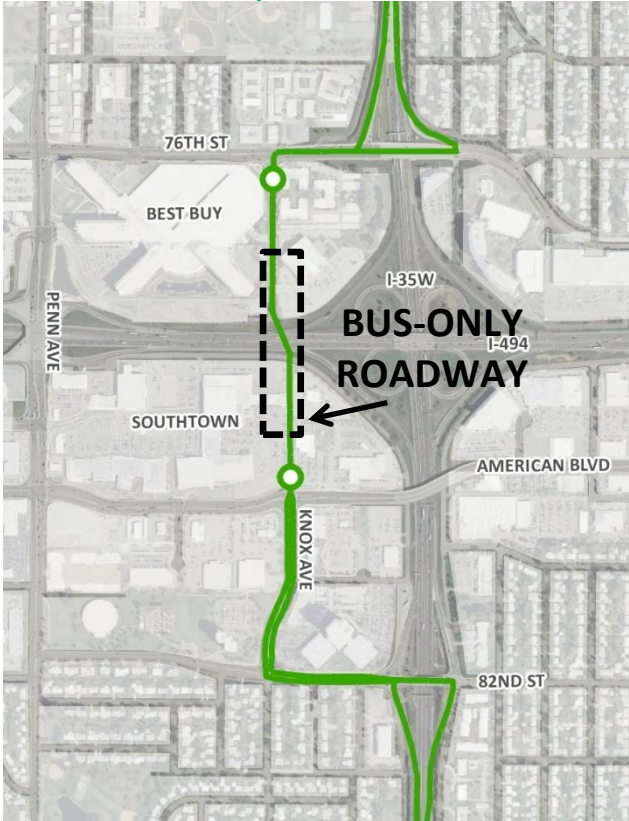 76TH ST
BEST BUY
I-35W
PENN AVE
BUS-ONLY
I-494
ROADWAY
SOUTHTOWN
AMERICAN BLVD
KNOX AVE
82ND ST